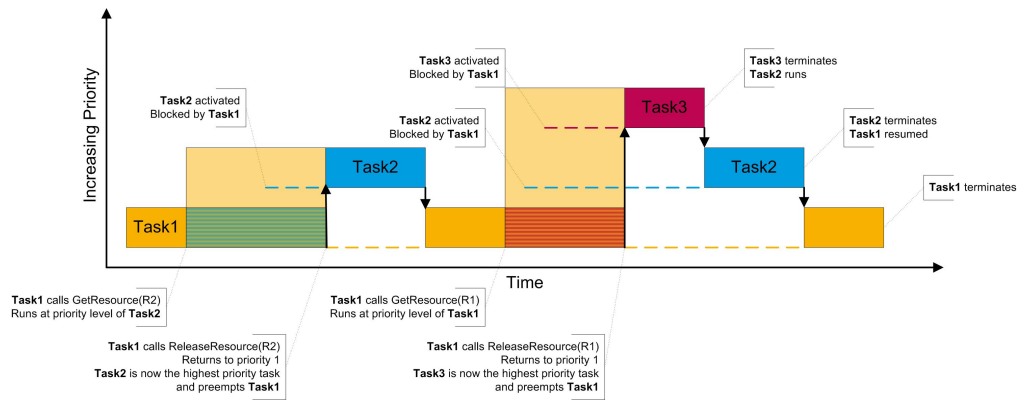 Increasing Priority
Task3 activated
Blocked by Task1
Task3 terminates
Task2 runs
Task2 activated
Blocked by Task1
Task3
Task2 activated
Blocked by Task1
Task2 terminates
Task1 resumed
Task2
Task2
Task1 terminates
Task1
Time
Task1 calls GetResource(R2)
Runs at priority level of Task2
Task1 calls GetResource(R1)
Runs at priority level of Task1
Task1 calls ReleaseResource(R2)
Returns to priority 1
Task2 is now the highest priority task
and preempts Task1
Task1 calls ReleaseResource(R1)
Returns to priority 1
Task3 is now the highest priority task
and preempts Task1